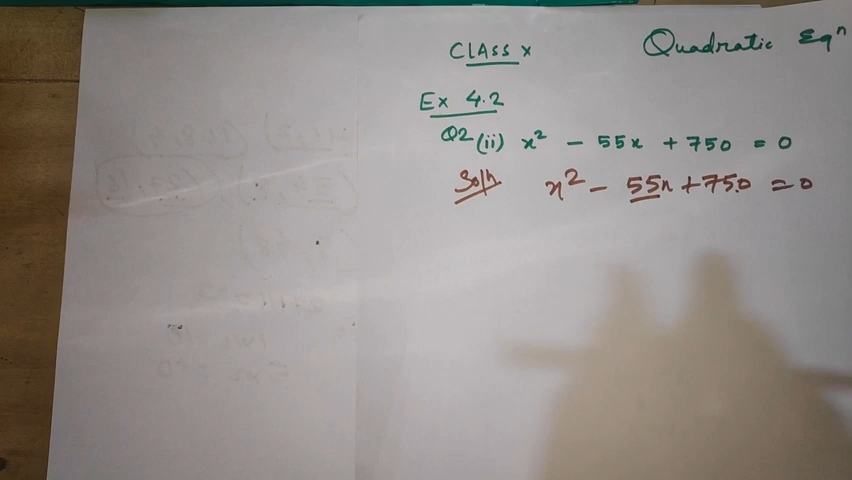 CLASS X
Quadratic Eqⁿ
Ex 4.2
Q2 (ii) x² - 55x + 750 = 0
Soln x² - 55x + 750 = 0